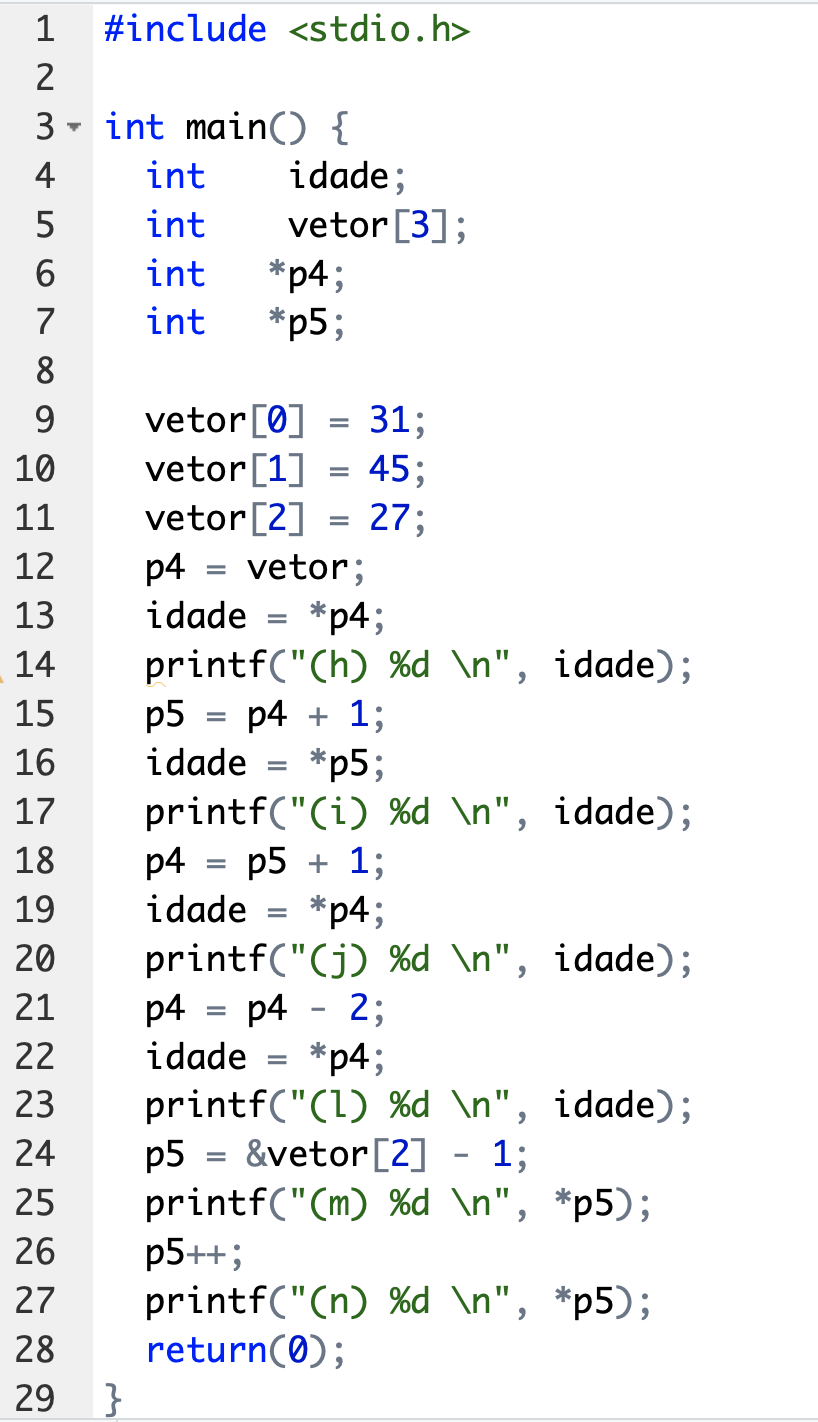 1 #include <stdio.h>
2
3 int main() {
4   int    idade;
5   int    vetor[3];
6   int   *p4;
7   int   *p5;
8
9   vetor[0] = 31;
10   vetor[1] = 45;
11   vetor[2] = 27;
12   p4 = vetor;
13   idade = *p4;
14   printf("(h) %d \n", idade);
15   p5 = p4 + 1;
16   idade = *p5;
17   printf("(i) %d \n", idade);
18   p4 = p5 + 1;
19   idade = *p4;
20   printf("(j) %d \n", idade);
21   p4 = p4 - 2;
22   idade = *p4;
23   printf("(l) %d \n", idade);
24   p5 = &vetor[2] - 1;
25   printf("(m) %d \n", *p5);
26   p5++;
27   printf("(n) %d \n", *p5);
28   return(0);
29 }